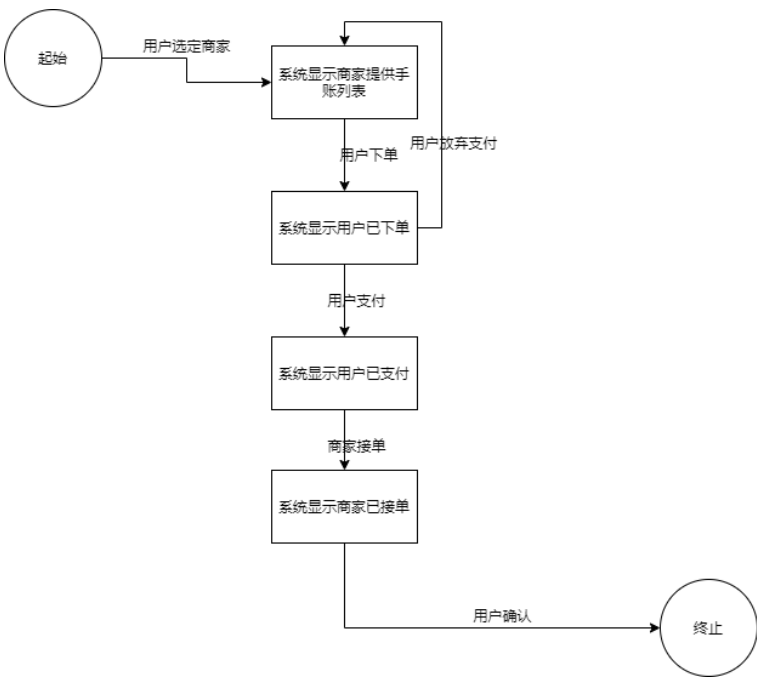 起始
用户选定商家
系统显示商家提供手
账列表
用户下单
用户放弃支付
系统显示用户已下单
用户支付
系统显示用户已支付
商家接单
系统显示商家已接单
用户确认
终止